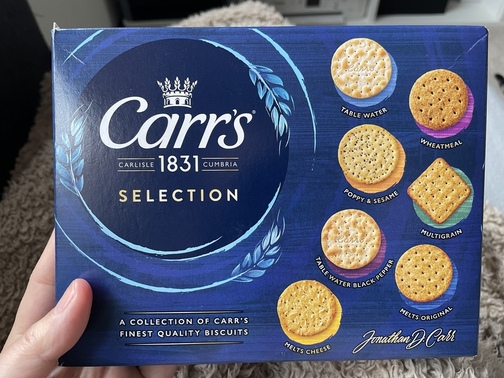 Carr's®
CARLISLE 1831 CUMBRIA
SELECTION
A COLLECTION OF CARR'S
FINEST QUALITY BISCUITS
TABLE WATER
WHEATMEAL
POPPY & SESAME
MULTIGRAIN
TABLE WATER BLACK PEPPER
MELTS ORIGINAL
MELTS CHEESE
Jonathan D Carr